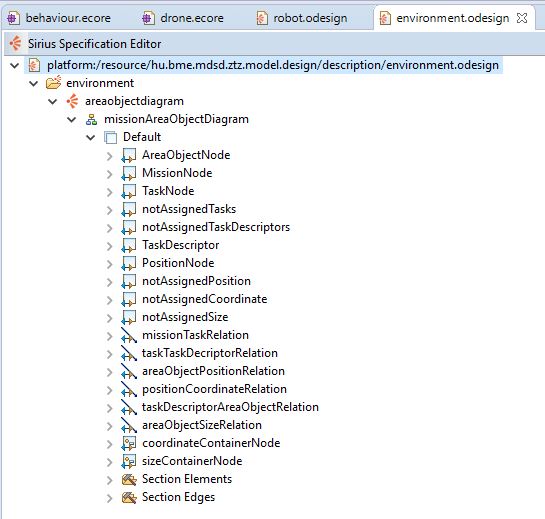 behaviour.ecore drone.ecore robot.odesign environment.odesign
Sirius Specification Editor
platform:/resource/hu.bme.mdsd.ztz.model.design/description/environment.odesign
environment
areaobjectdiagram
missionAreaObjectDiagram
Default
AreaObjectNode
MissionNode
TaskNode
notAssignedTasks
notAssignedTaskDescriptors
TaskDescriptor
PositionNode
notAssignedPosition
notAssignedCoordinate
notAssignedSize
missionTaskRelation
taskTaskDecriptorRelation
areaObjectPositionRelation
positionCoordinateRelation
taskDescriptorAreaObjectRelation
areaObjectSizeRelation
coordinateContainerNode
sizeContainerNode
Section Elements
Section Edges